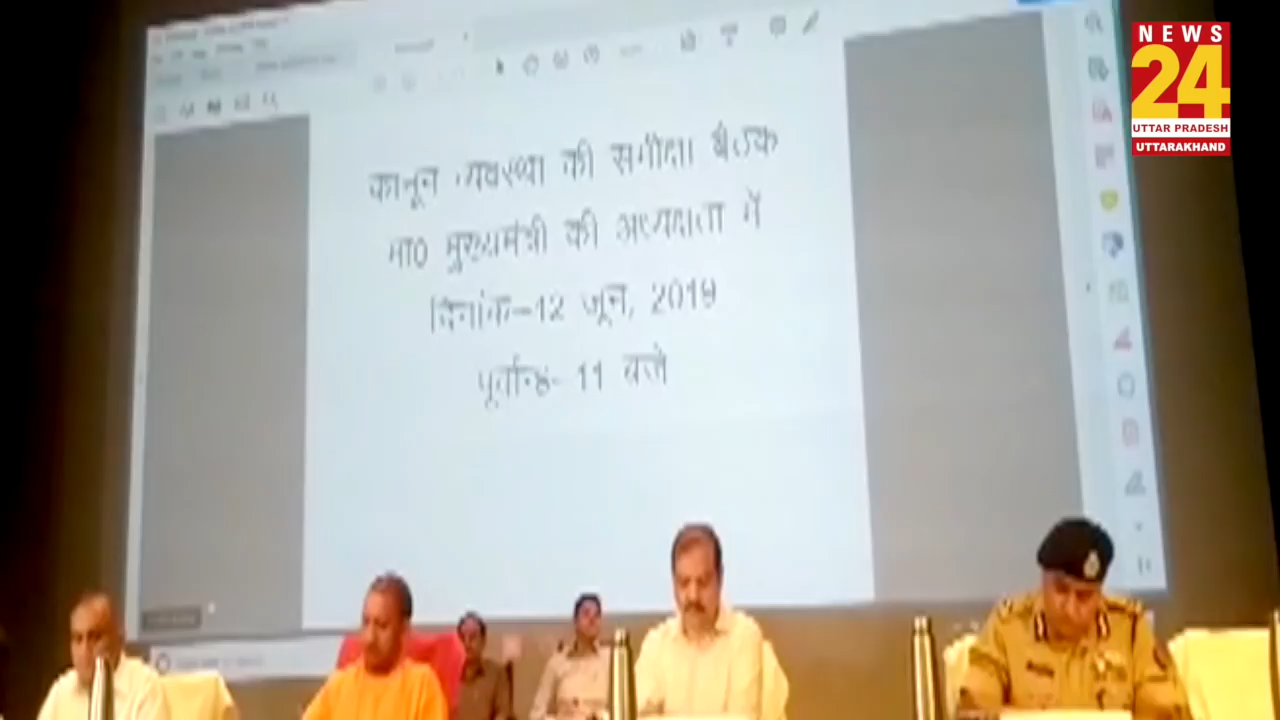 NEWS
24
UTTAR PRADESH
UTTARAKHAND
कानून व्यवस्था की समीक्षा बैठक
मा0 मुख्यमंत्री की अध्यक्षता में
दिनांक-12 जून, 2019
पूर्वान्ह- 11 बजे